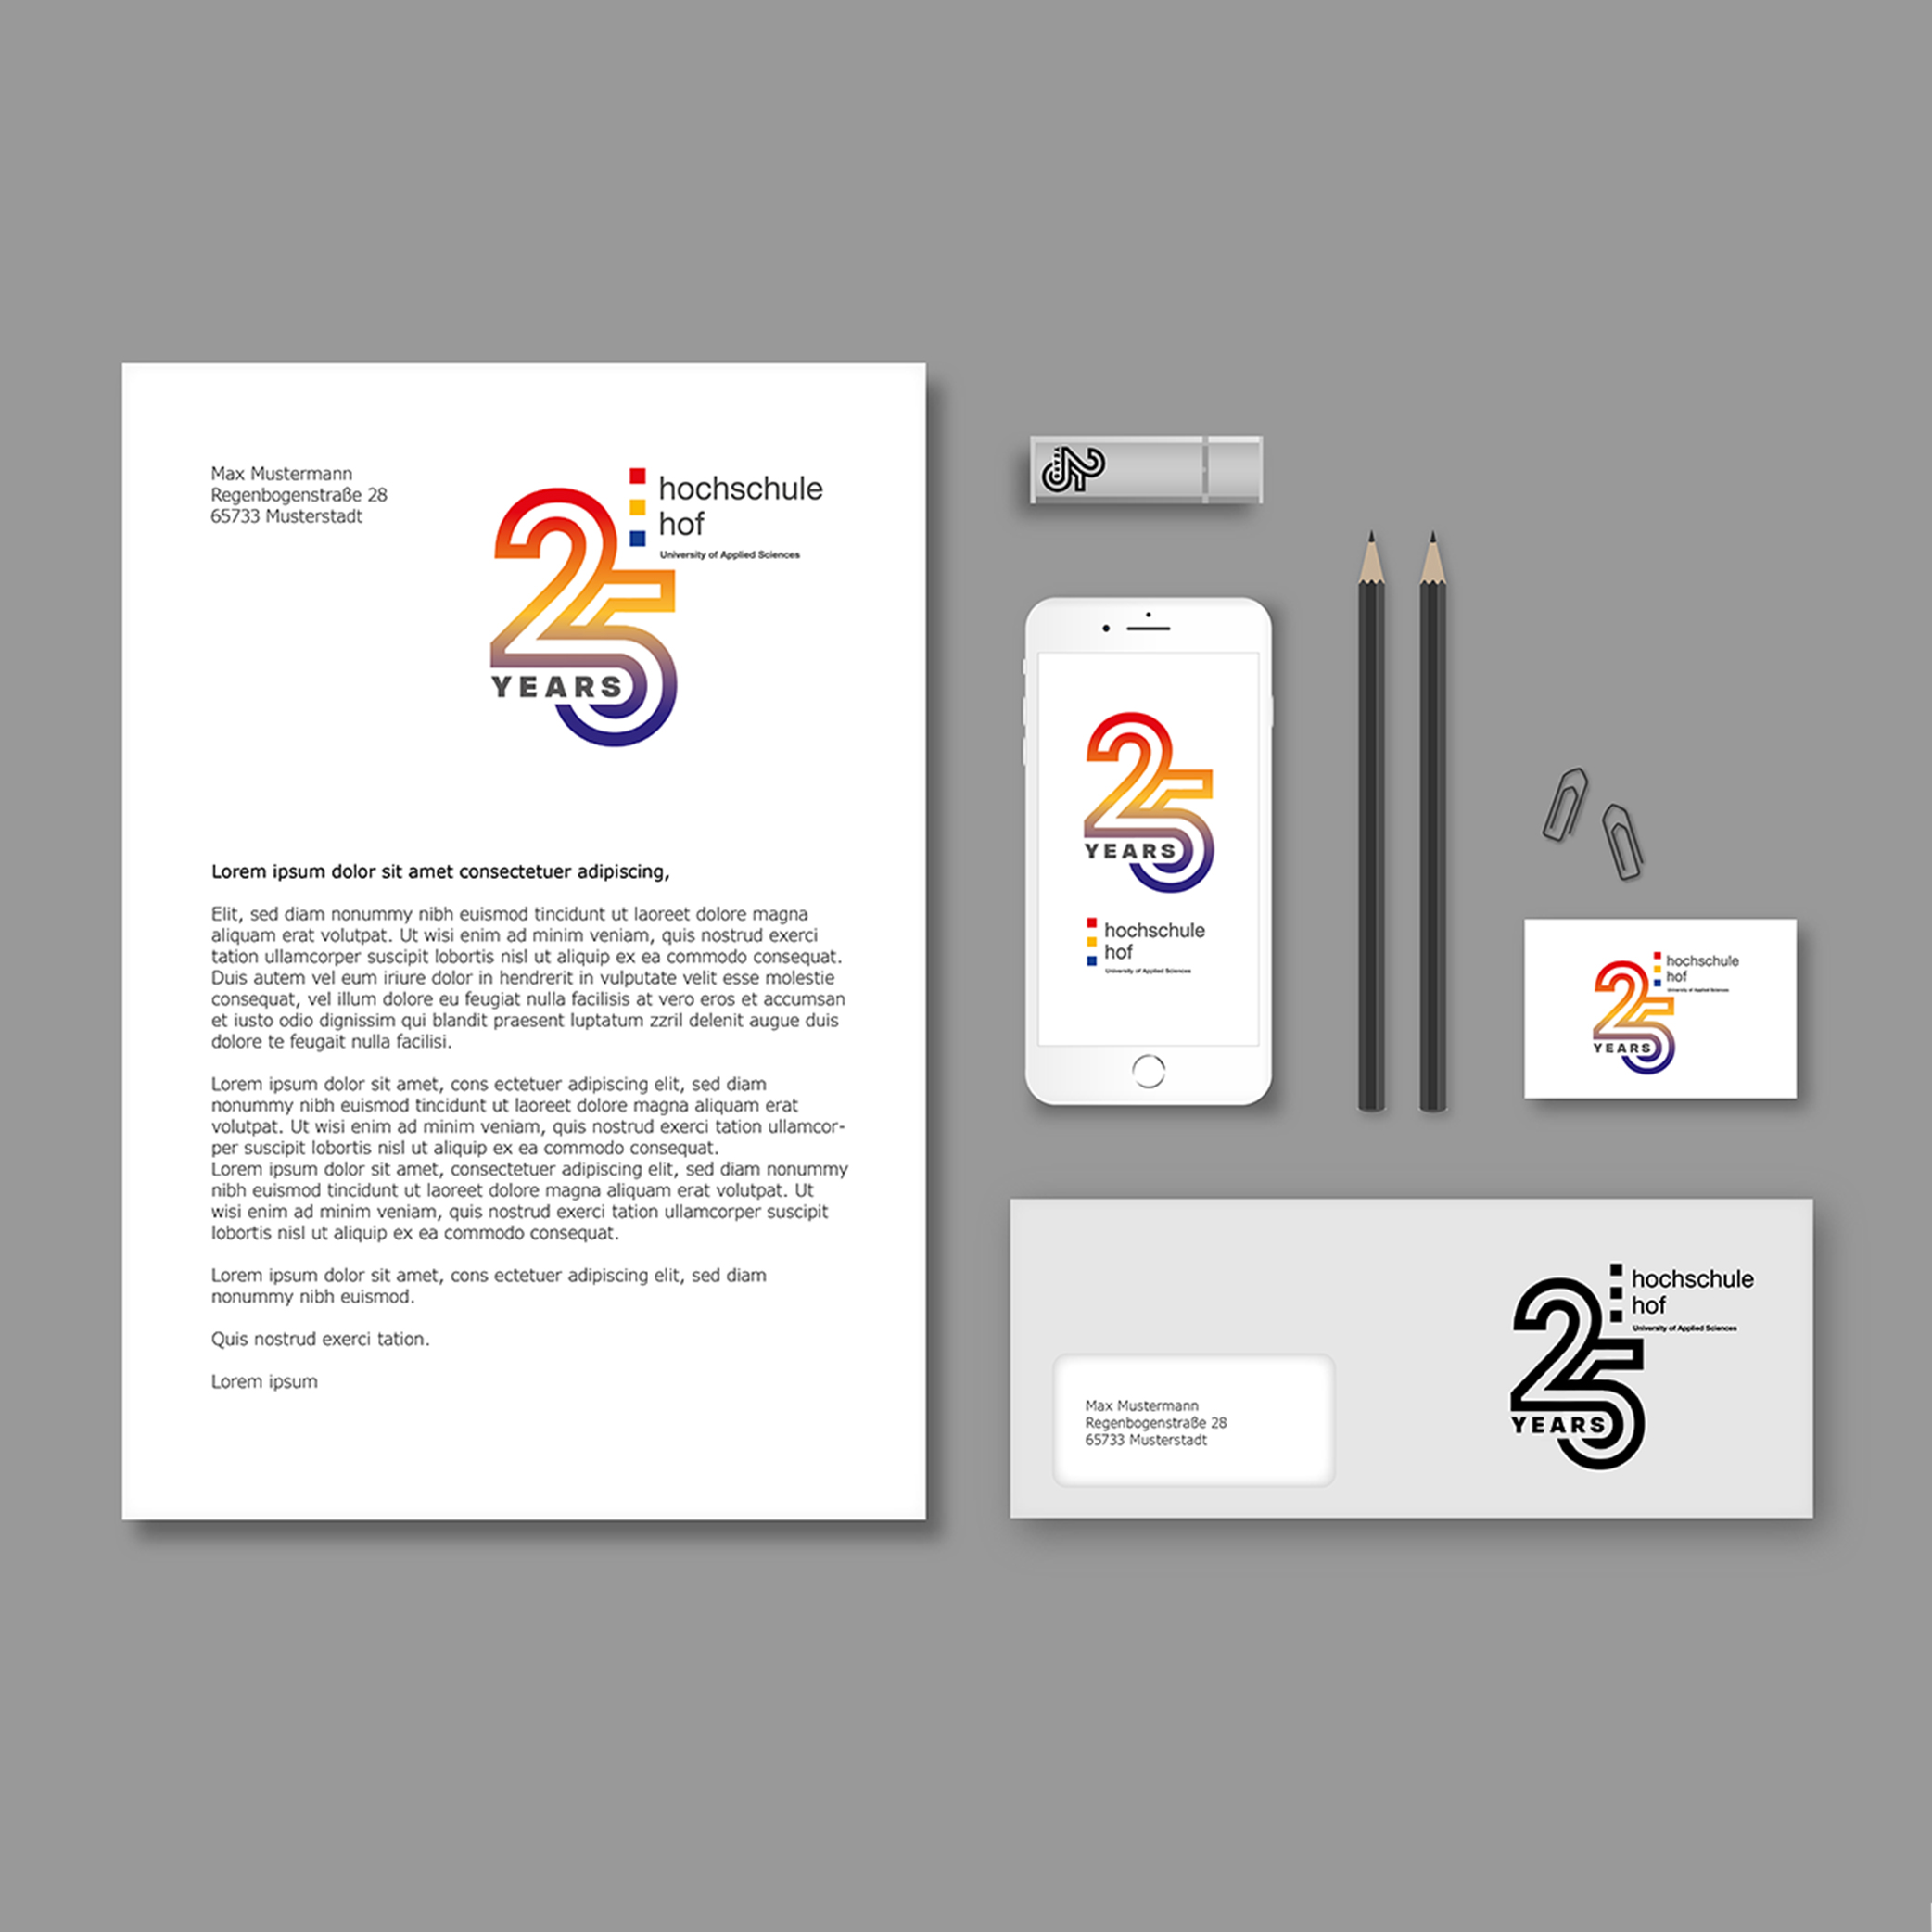 Max Mustermann
Regenbogenstraße 28
65733 Musterstadt
hochschule
hof
University of Applied Sciences
25
YEARS
Lorem ipsum dolor sit amet consectetuer adipiscing,
Elit, sed diam nonummy nibh euismod tincidunt ut laoreet dolore magna
aliquam erat volutpat. Ut wisi enim ad minim veniam, quis nostrud exerci
tation ullamcorper suscipit lobortis nisl ut aliquip ex ea commodo consequat.
Duis autem vel eum iriure dolor in hendrerit in vulputate velit esse molestie
consequat, vel illum dolore eu feugiat nulla facilisis at vero eros et accumsan
et iusto odio dignissim qui blandit praesent luptatum zzril delenit augue duis
dolore te feugait nulla facilisi.
Lorem ipsum dolor sit amet, cons ectetuer adipiscing elit, sed diam
nonummy nibh euismod tincidunt ut laoreet dolore magna aliquam erat
volutpat. Ut wisi enim ad minim veniam, quis nostrud exerci tation ullamcor-
per suscipit lobortis nisl ut aliquip ex ea commodo consequat.
Lorem ipsum dolor sit amet, consectetuer adipiscing elit, sed diam nonummy
nibh euismod tincidunt ut laoreet dolore magna aliquam erat volutpat. Ut
wisi enim ad minim veniam, quis nostrud exerci tation ullamcorper suscipit
lobortis nisl ut aliquip ex ea commodo consequat.
Lorem ipsum dolor sit amet, cons ectetuer adipiscing elit, sed diam
nonummy nibh euismod.
Quis nostrud exerci tation.
Lorem ipsum
25
YEARS
25
YEARS
hochschule
hof
University of Applied Sciences
hochschule
hof
University of Applied Sciences
25
YEARS
hochschule
hof
University of Applied Sciences
25
YEARS
Max Mustermann
Regenbogenstraße 28
65733 Musterstadt